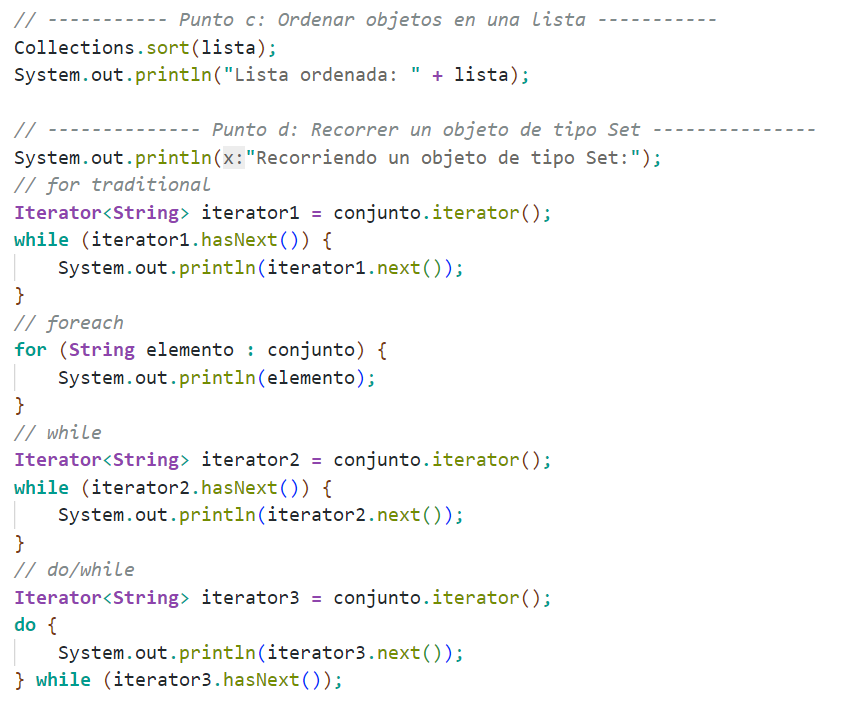 // ----------- Punto c: Ordenar objetos en una lista -----------
Collections.sort(lista);
System.out.println("Lista ordenada: " + lista);
// -------------- Punto d: Recorrer un objeto de tipo Set ---------------
System.out.println(x:"Recorriendo un objeto de tipo Set:");
// for traditional
Iterator<String> iterator1 = conjunto.iterator();
while (iterator1.hasNext()) {
    System.out.println(iterator1.next());
}
// foreach
for (String elemento : conjunto) {
    System.out.println(elemento);
}
// while
Iterator<String> iterator2 = conjunto.iterator();
while (iterator2.hasNext()) {
    System.out.println(iterator2.next());
}
// do/while
Iterator<String> iterator3 = conjunto.iterator();
do {
    System.out.println(iterator3.next());
} while (iterator3.hasNext());